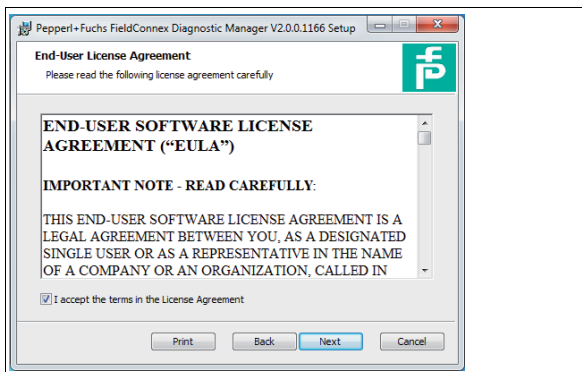 Pepperl+Fuchs FieldConnex Diagnostic Manager V2.0.0.1166 Setup
End-User License Agreement
Please read the following license agreement carefully
END-USER SOFTWARE LICENSE
AGREEMENT (“EULA”)
IMPORTANT NOTE - READ CAREFULLY:
THIS END-USER SOFTWARE LICENSE AGREEMENT IS A
LEGAL AGREEMENT BETWEEN YOU, AS A DESIGNATED
SINGLE USER OR AS A REPRESENTATIVE IN THE NAME
OF A COMPANY OR AN ORGANIZATION, CALLED IN
I accept the terms in the License Agreement
Print Back Next Cancel